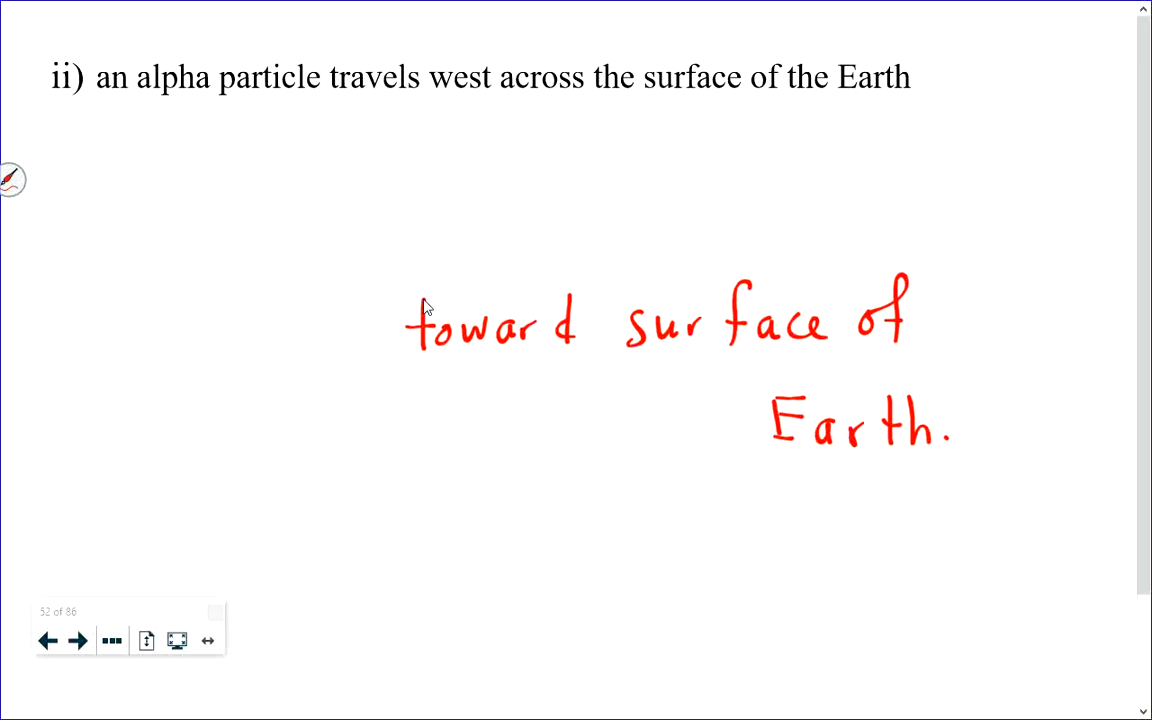 ii) an alpha particle travels west across the surface of the Earth
toward surface of
Earth.
52 of 86